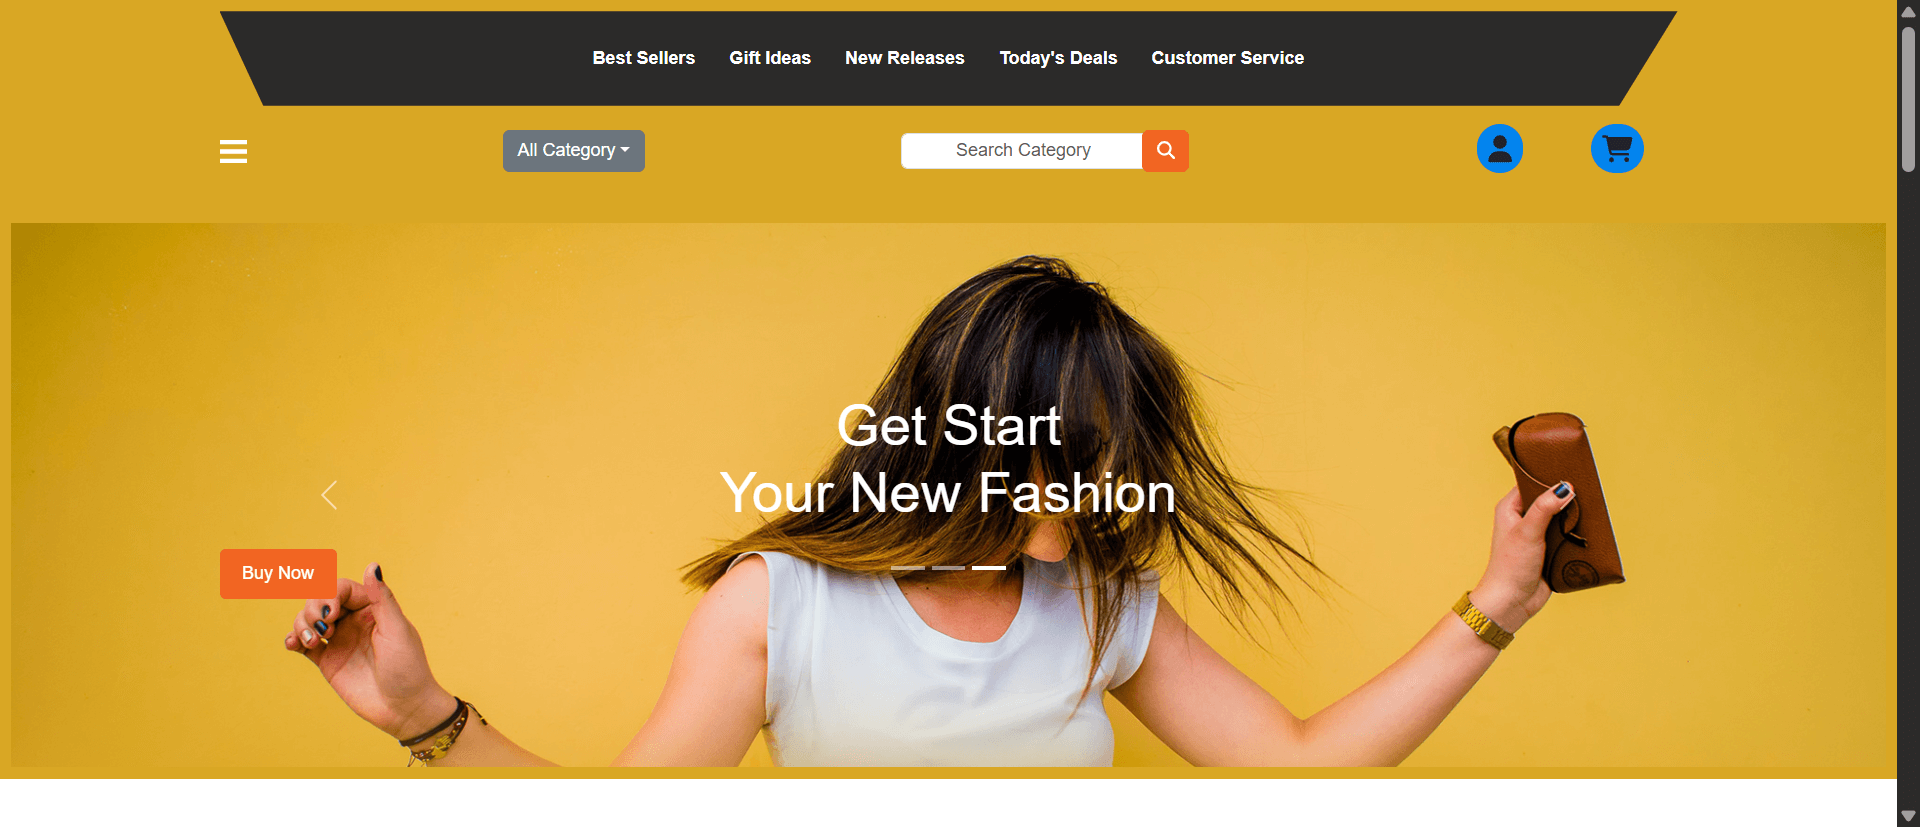 Best Sellers Gift Ideas New Releases Today's Deals Customer Service
All Category Search Category
Get Start
Your New Fashion
Buy Now